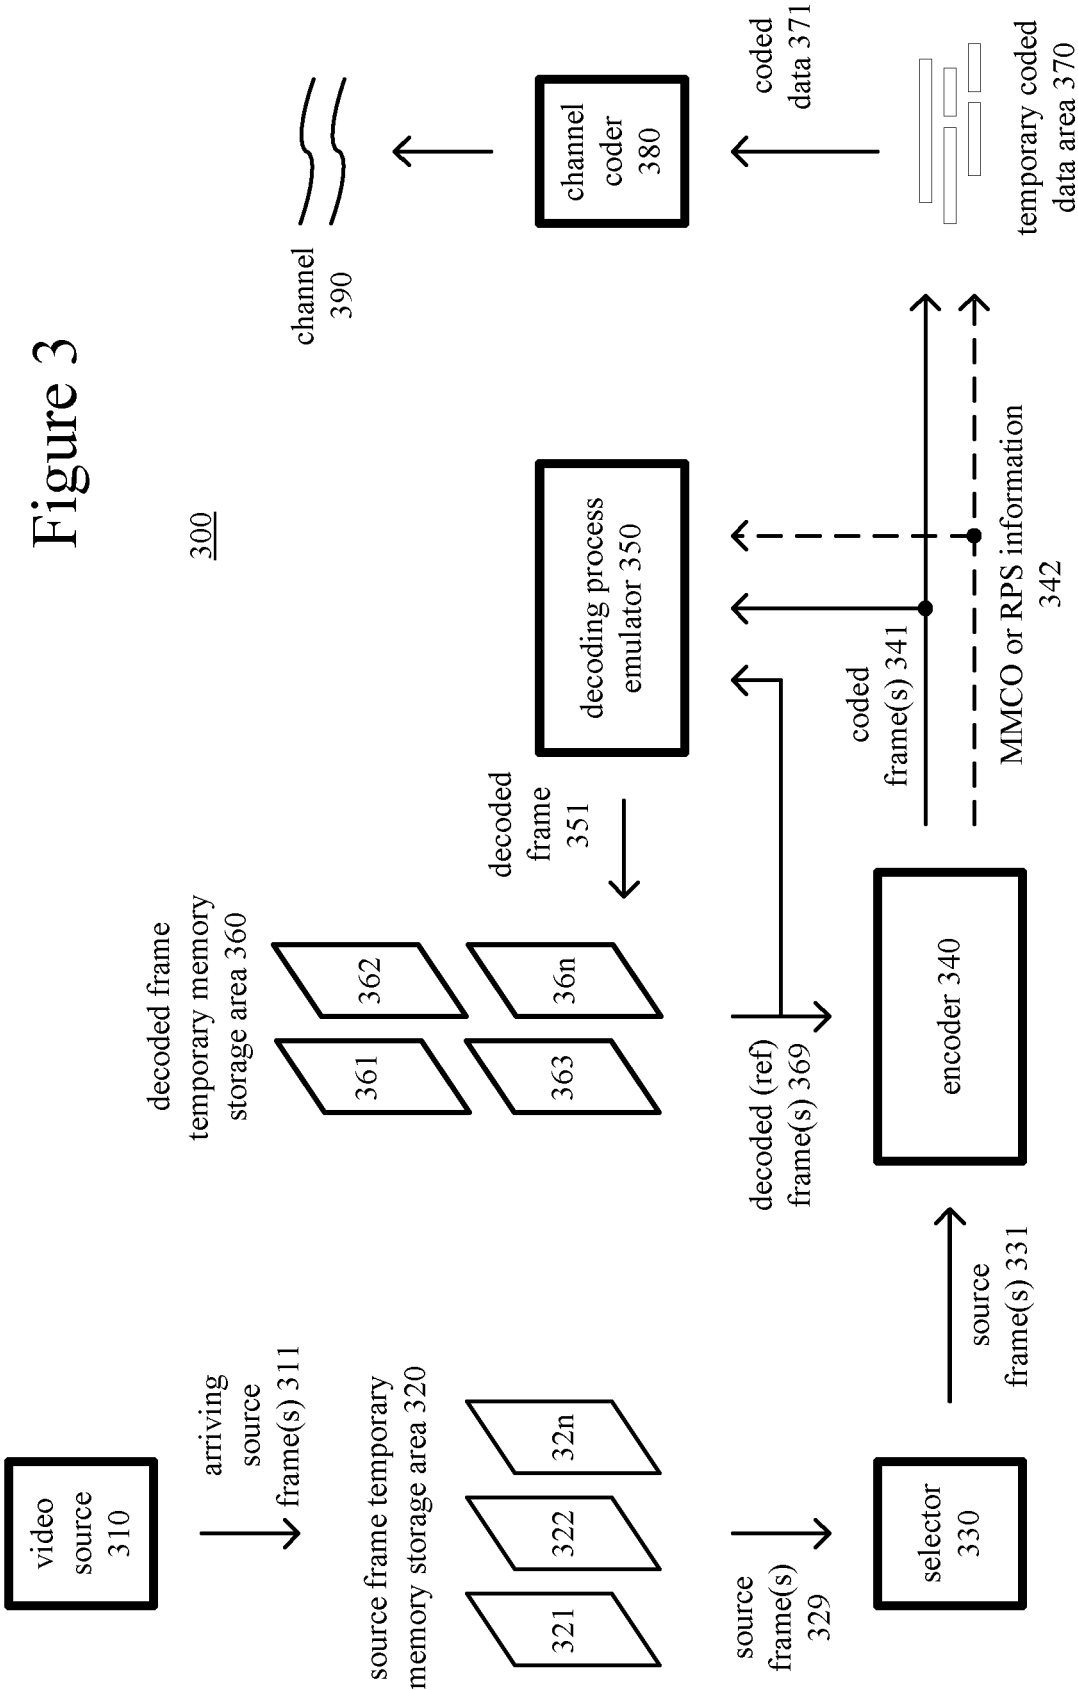 Figure 3
300
video
source
310
arriving
source
frame(s) 311
source frame temporary
memory storage area 320
321
322
32n
source
frame(s)
329
selector
330
source
frame(s) 331
decoded frame
temporary memory
storage area 360
361
362
363
36n
decoded (ref)
frame(s) 369
encoder 340
decoded
frame
351
decoding process
emulator 350
coded
frame(s) 341
MMCO or RPS information
342
channel
390
channel
coder
380
coded
data 371
temporary coded
data area 370